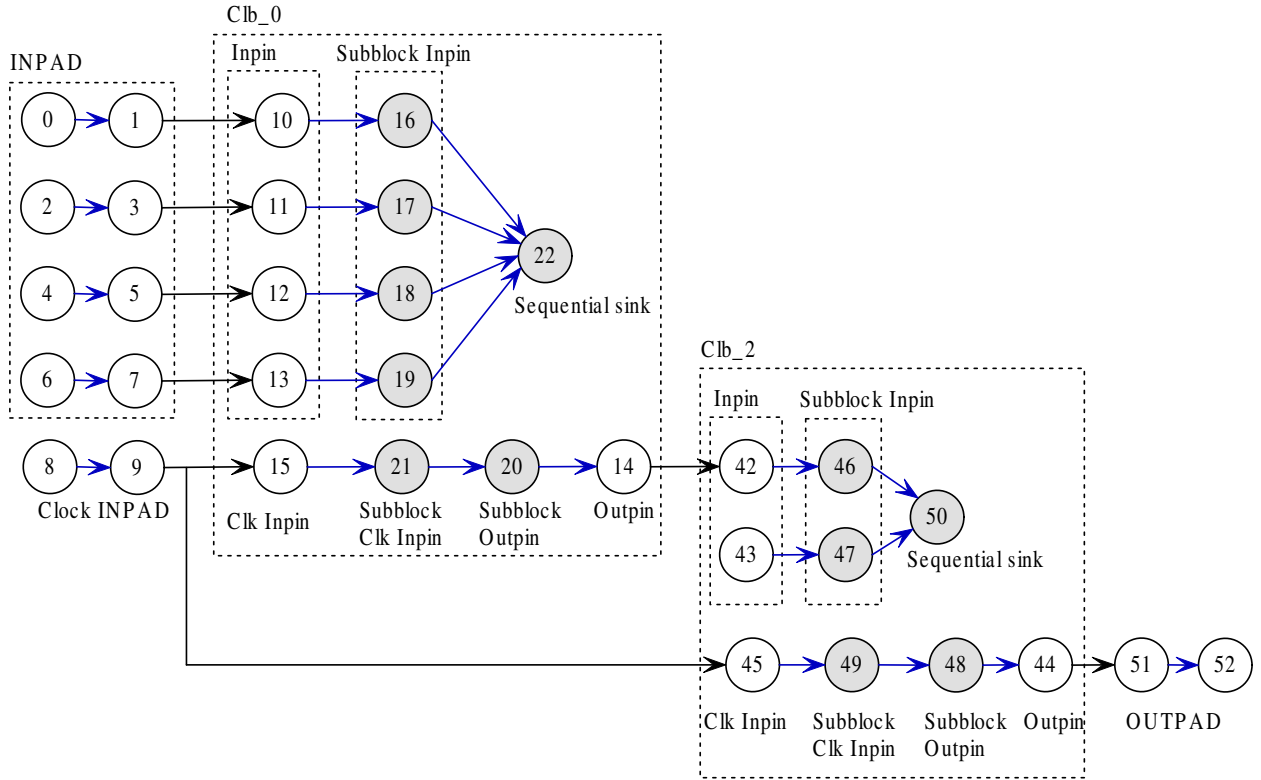 Clb_0
INPAD
Inpin
Subblock Inpin
0
1
10
16
2
3
11
17
22
4
5
12
18
Sequential sink
6
7
13
19
Clb_2
Inpin
Subblock Inpin
8
9
15
21
20
14
42
46
Clock INPAD
Clk Inpin
Subblock
Clk Inpin
Subblock
Outpin
Outpin
50
43
47
Sequential sink
45
49
48
44
51
52
Clk Inpin
Subblock
Clk Inpin
Subblock
Outpin
Outpin
OUTPAD